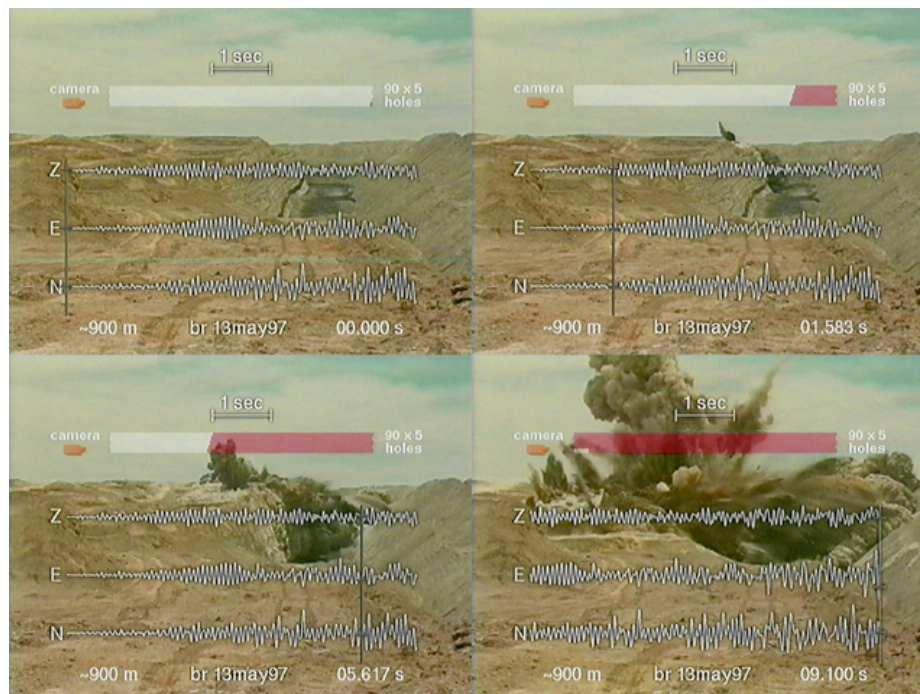 1 sec
camera 90 x 5
holes
Z
E
N
~900 m br 13may97 00.000 s
1 sec
camera 90 x 5
holes
Z
E
N
~900 m br 13may97 01.583 s
1 sec
camera 90 x 5
holes
Z
E
N
~900 m br 13may97 05.617 s
1 sec
camera 90 x 5
holes
Z
E
N
~900 m br 13may97 09.100 s